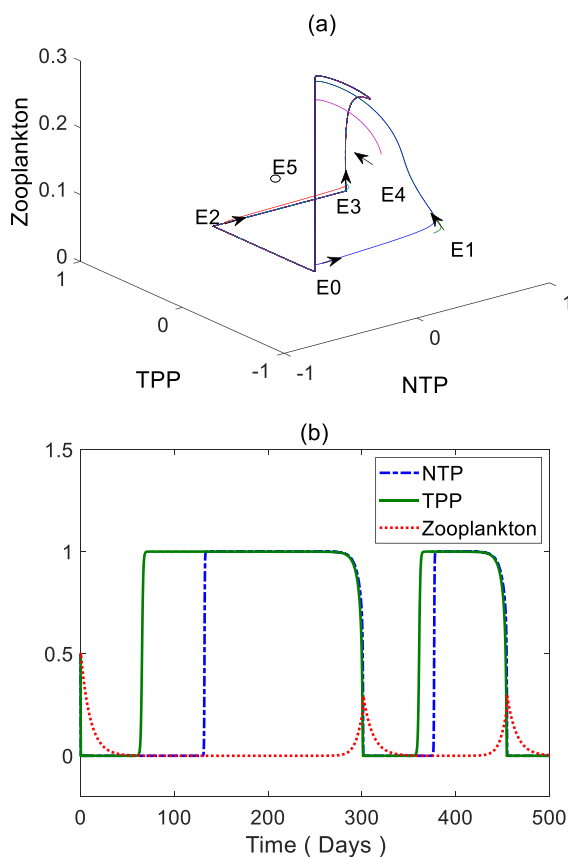 (a)
0.3
0.2
0.1
0
Zooplankton
E5
E4
E3
E2
E1
E0
1
0
-1
TPP
-1
0
1
NTP
(b)
1.5
1
0.5
0
NTP
TPP
Zooplankton
0 100 200 300 400 500
Time ( Days )